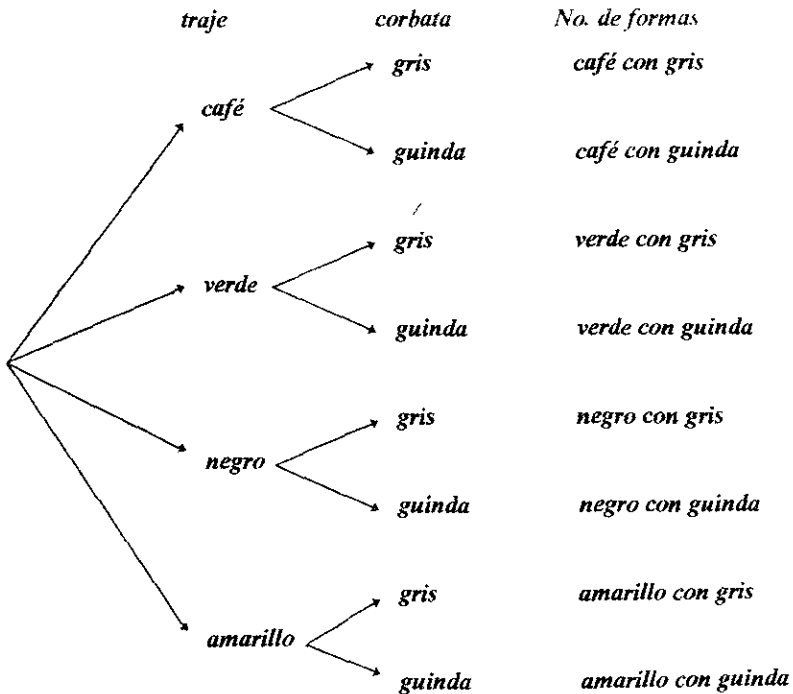 traje corbata No. de formas
gris café con gris
café
guinda café con guinda
gris verde con gris
verde
guinda verde con guinda
gris negro con gris
negro
guinda negro con guinda
gris amarillo con gris
amarillo
guinda amarillo con guinda